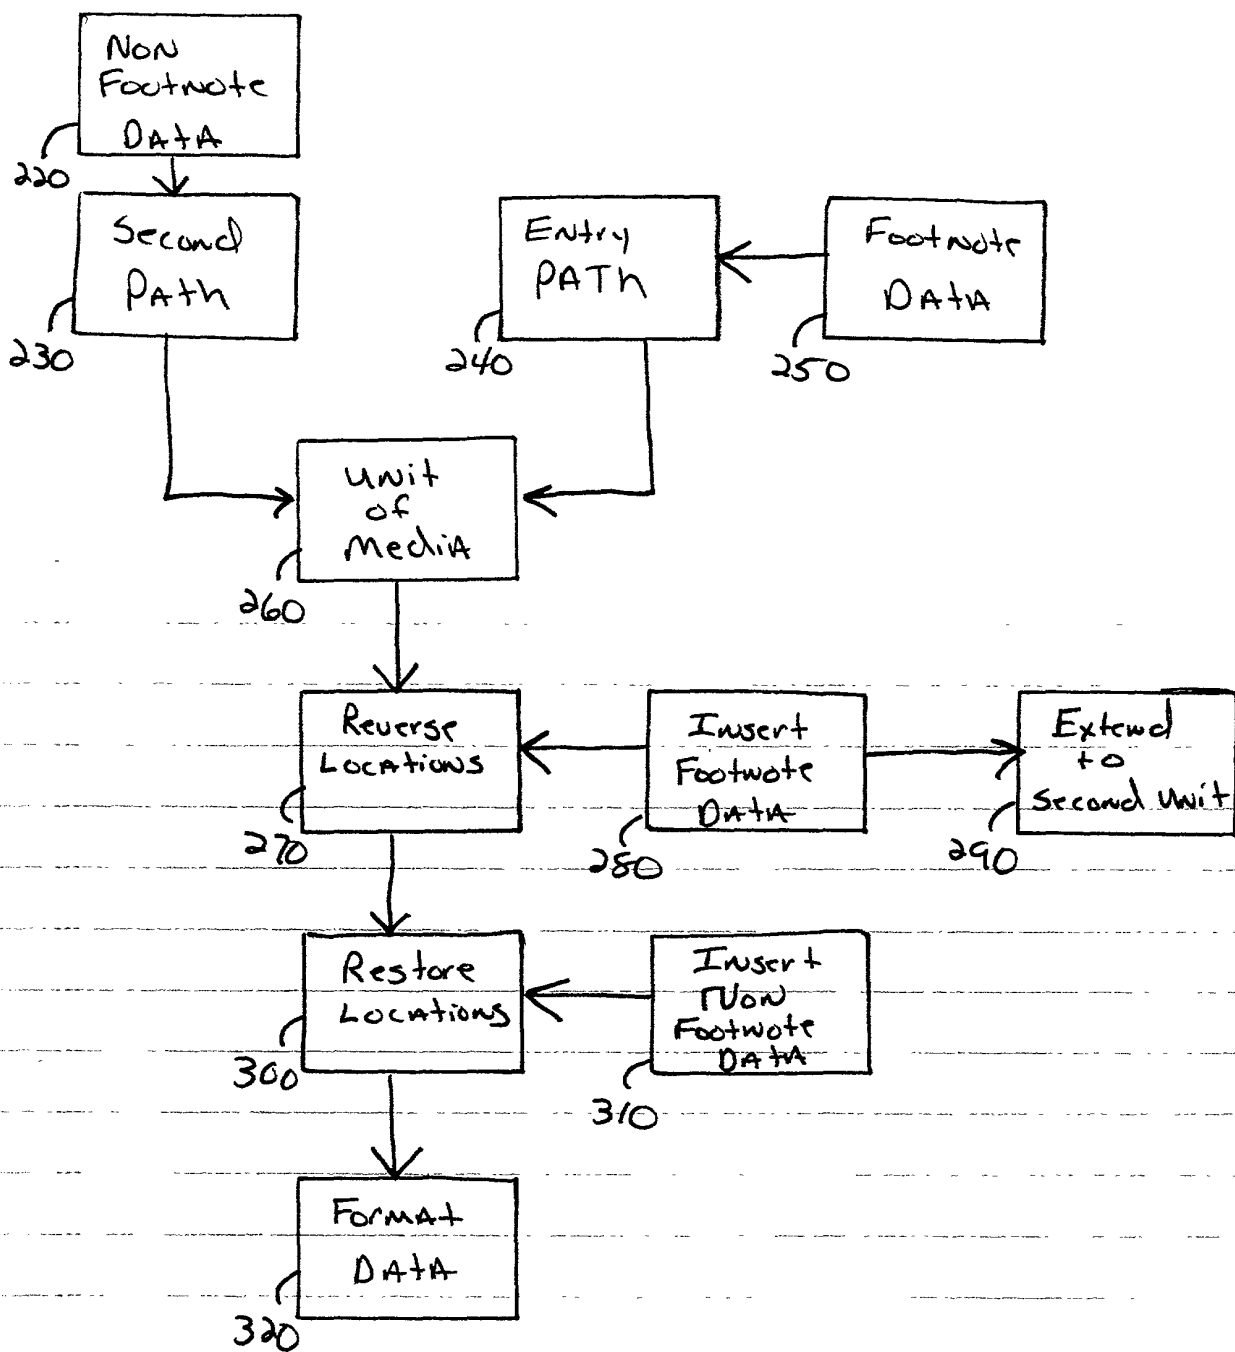 Non
Footnote
Data
220
Second
Path
230
Entry
Path
240
Footnote
Data
250
Unit
of
Media
260
Reverse
Locations
270
Insert
Footnote
Data
280
Extend
to
Second Unit
290
Restore
Locations
300
Insert
Non
Footnote
Data
310
Format
Data
320